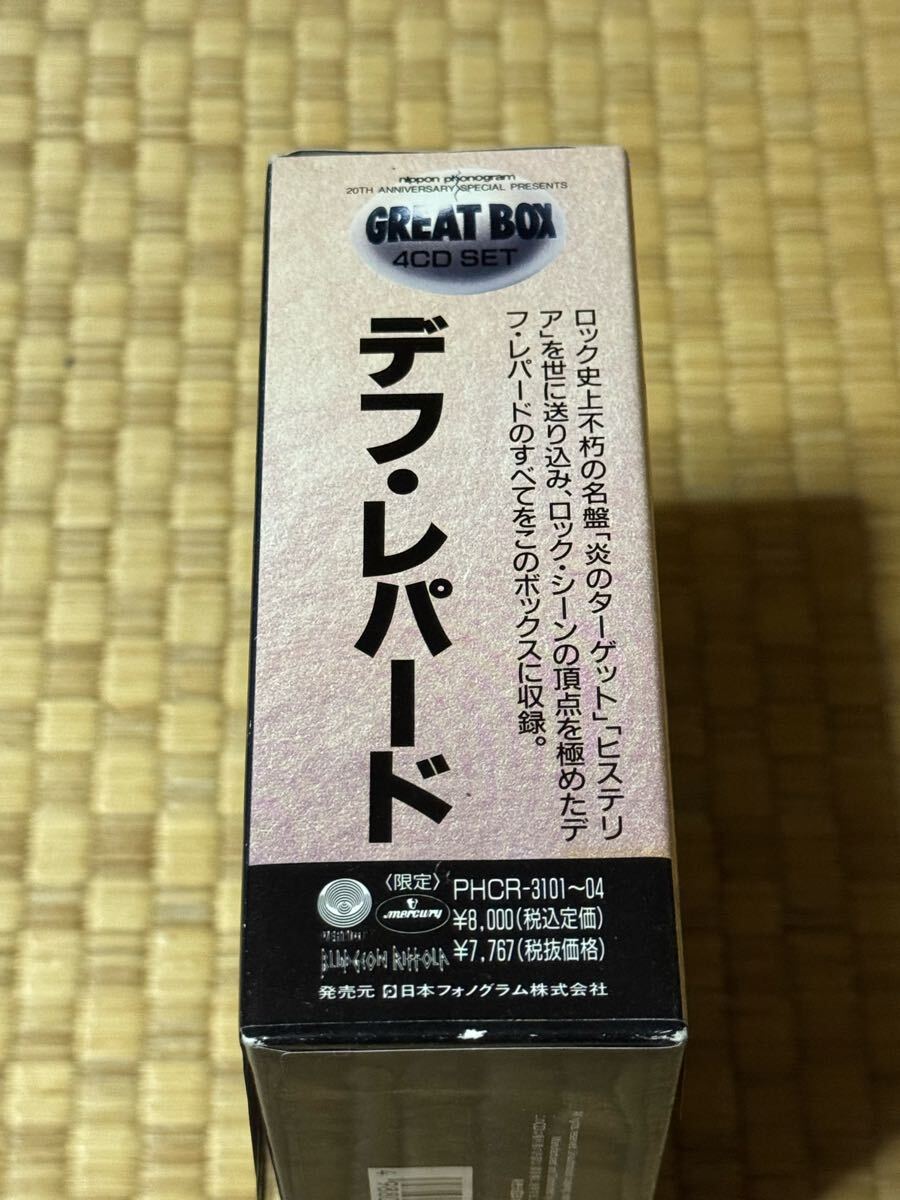 nippon phonogram
20TH ANNIVERSARY SPECIAL PRESENTS
GREAT BOX
4CD SET
デフ・レパード
ロック史上不朽の名盤「炎のターゲット」「ヒステリ
ア」を世に送り込み、ロック・シーンの頂点を極めたデ
フ・レパードのすべてをこのボックスに収録。
〈限定〉 PHCR-3101〜04
mercury
¥8,000(税込定価)
¥7,767(税抜価格)
BLUDGEON RIFFOLA
発売元 日本フォノグラム株式会社